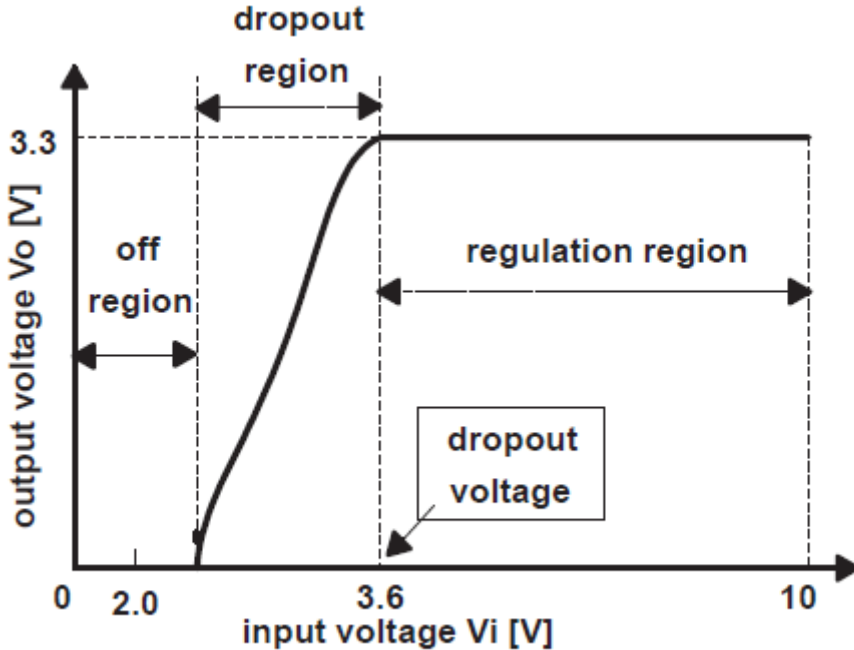 dropout
region
3.3
output voltage Vo [V]
off
region
regulation region
dropout
voltage
0
2.0
3.6
10
input voltage Vi [V]